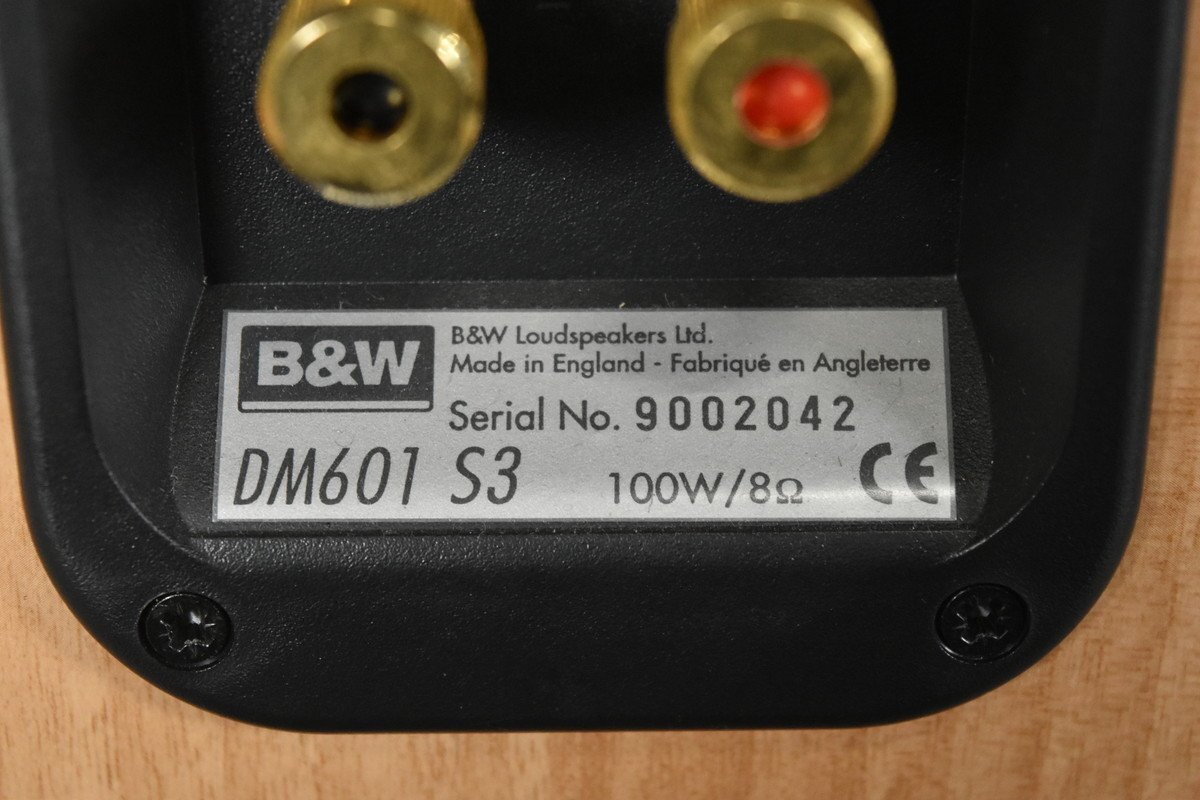 B&W
B&W Loudspeakers Ltd.
Made in England - Fabriqué en Angleterre
Serial No. 9002042
DM601 S3 100W/8Ω CE